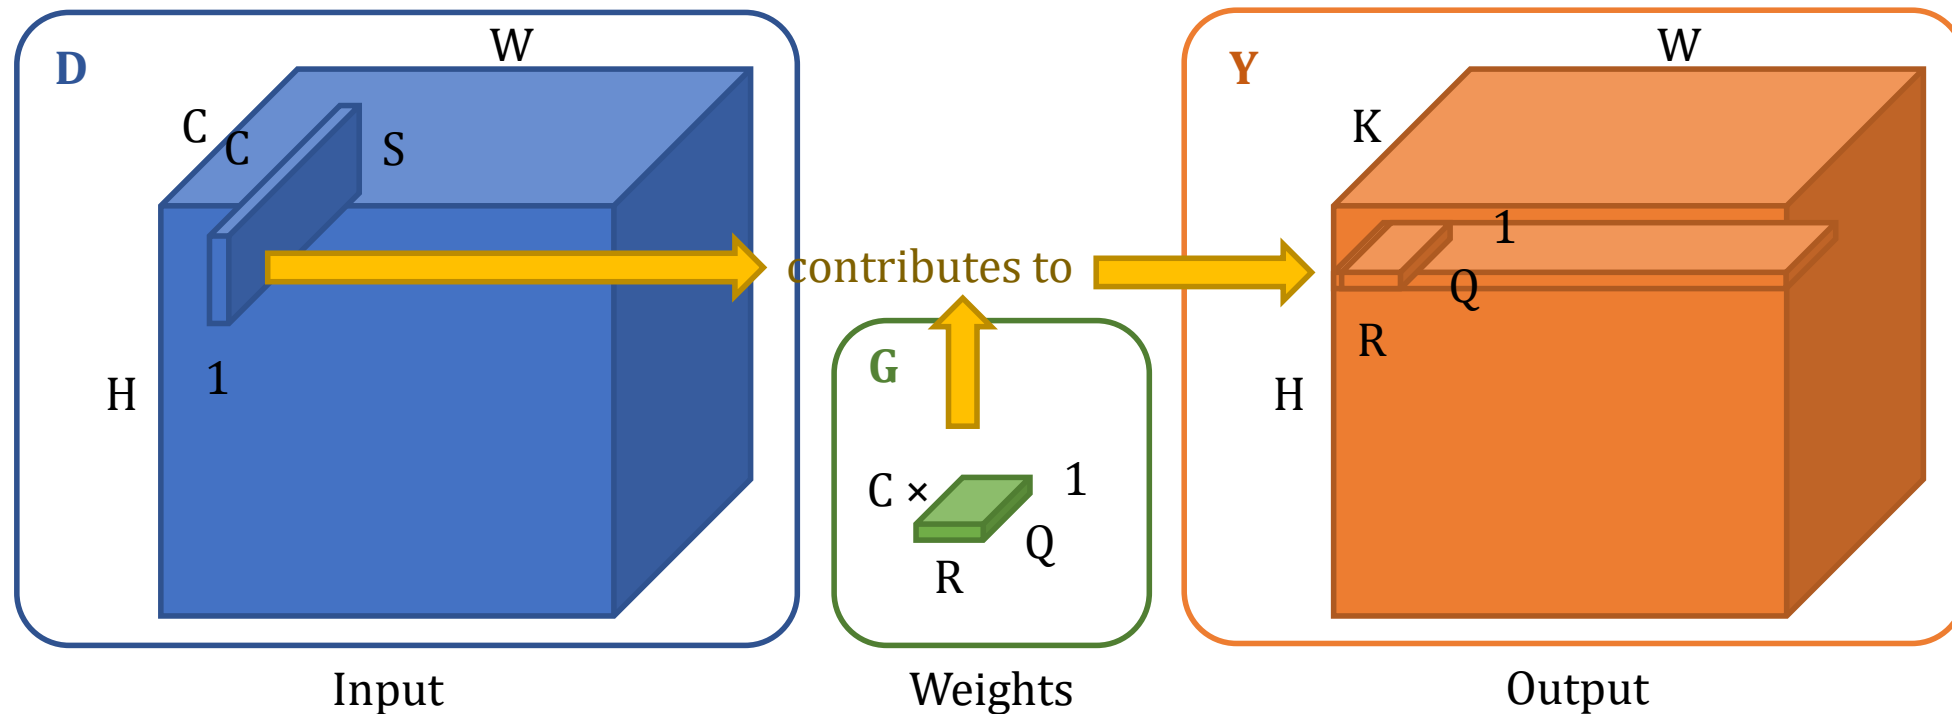 D
W
C
C
S
H
1
Input
contributes to
G
C ×
1
Q
R
Weights
Y
W
K
1
Q
R
H
Output